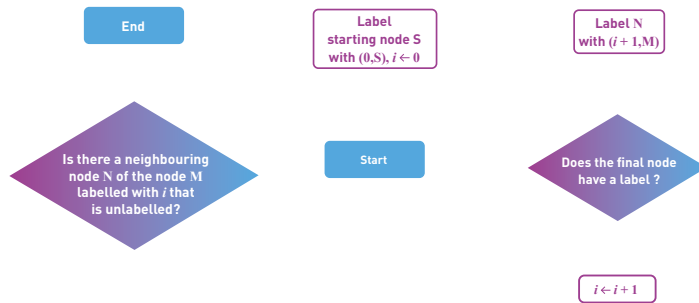 End
Label
starting node S
with (0,S), i ← 0
Label N
with (i + 1,M)
Is there a neighbouring
node N of the node M
labelled with i that
is unlabelled?
Start
Does the final node
have a label ?
i ← i + 1